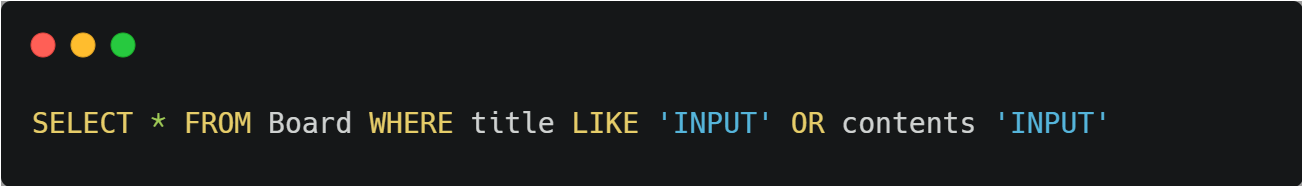 SELECT * FROM Board WHERE title LIKE 'INPUT' OR contents 'INPUT'